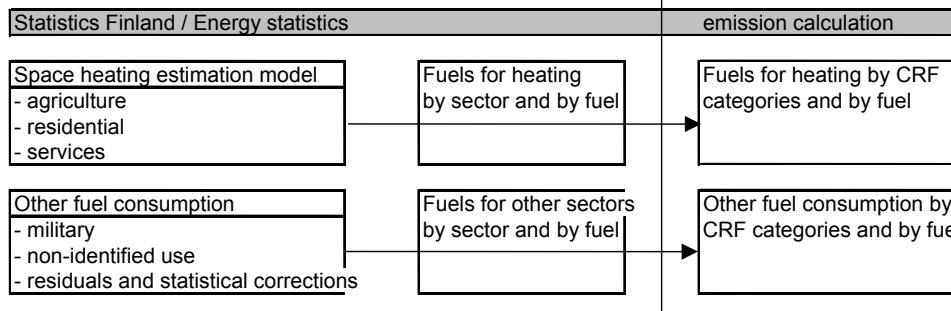 Statistics Finland / Energy statistics
emission calculation
Space heating estimation model
- agriculture
- residential
- services
Fuels for heating
by sector and by fuel
Fuels for heating by CRF
categories and by fuel
Other fuel consumption
- military
- non-identified use
- residuals and statistical corrections
Fuels for other sectors
by sector and by fuel
Other fuel consumption by
CRF categories and by fue